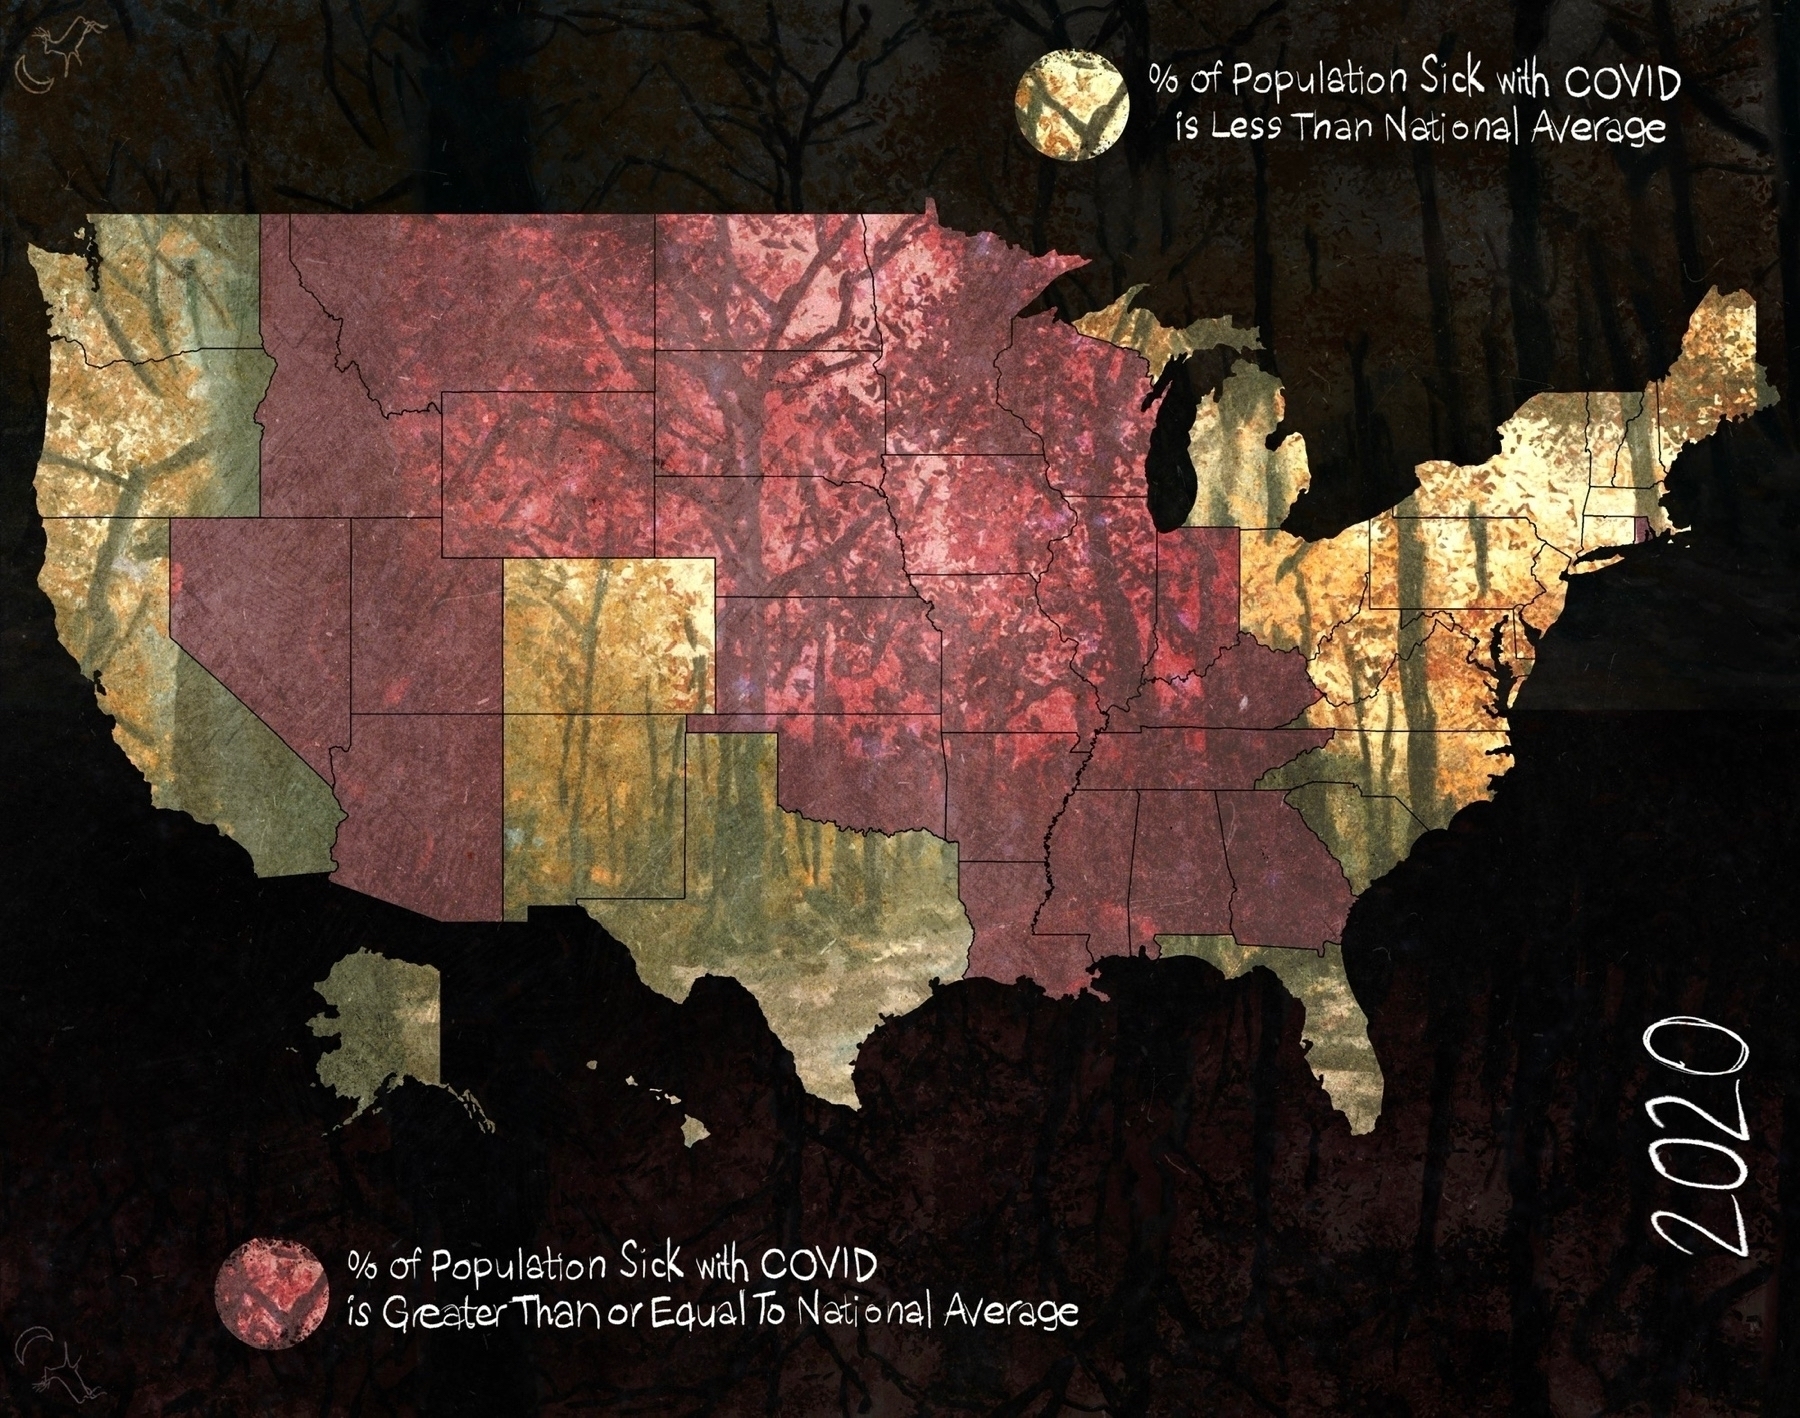 % of Population Sick with COVID
is Less Than National Average
2020
% of Population Sick with COVID
is Greater Than or Equal To National Average